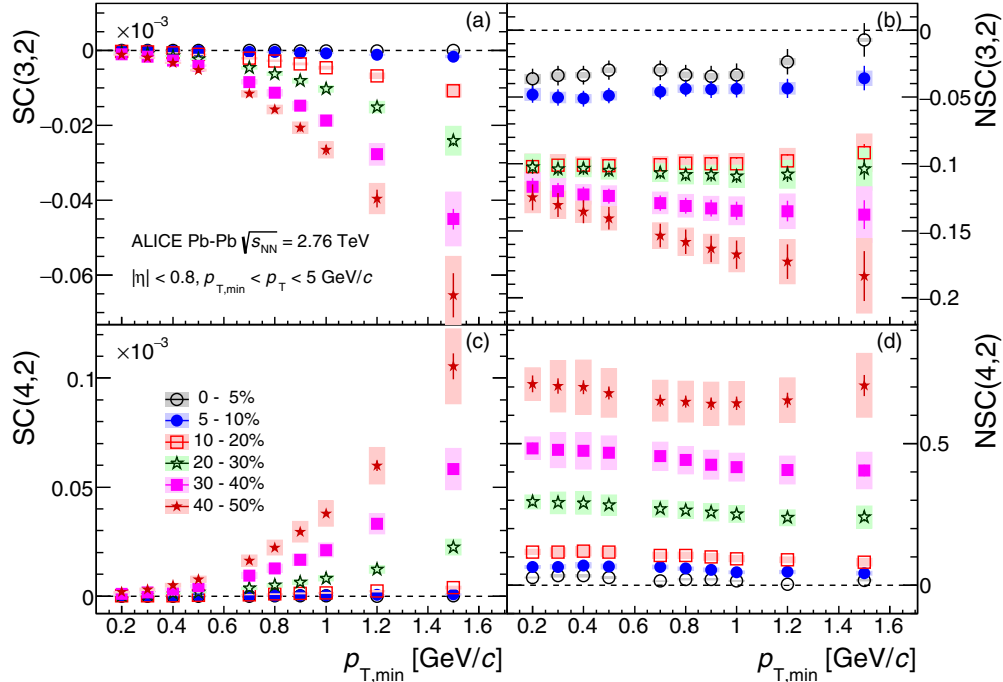 ×10⁻³
(a)
(b)
SC(3,2)
0
−0.02
−0.04
−0.06
ALICE Pb-Pb √s_NN = 2.76 TeV
|η| < 0.8, p_T,min < p_T < 5 GeV/c
0
−0.05
−0.1
−0.15
−0.2
NSC(3,2)
×10⁻³
(c)
(d)
SC(4,2)
0.1
0.05
0
0 - 5%
5 - 10%
10 - 20%
20 - 30%
30 - 40%
40 - 50%
0.5
0
NSC(4,2)
0.2 0.4 0.6 0.8 1 1.2 1.4 1.6
0.2 0.4 0.6 0.8 1 1.2 1.4 1.6
p_T,min [GeV/c]
p_T,min [GeV/c]